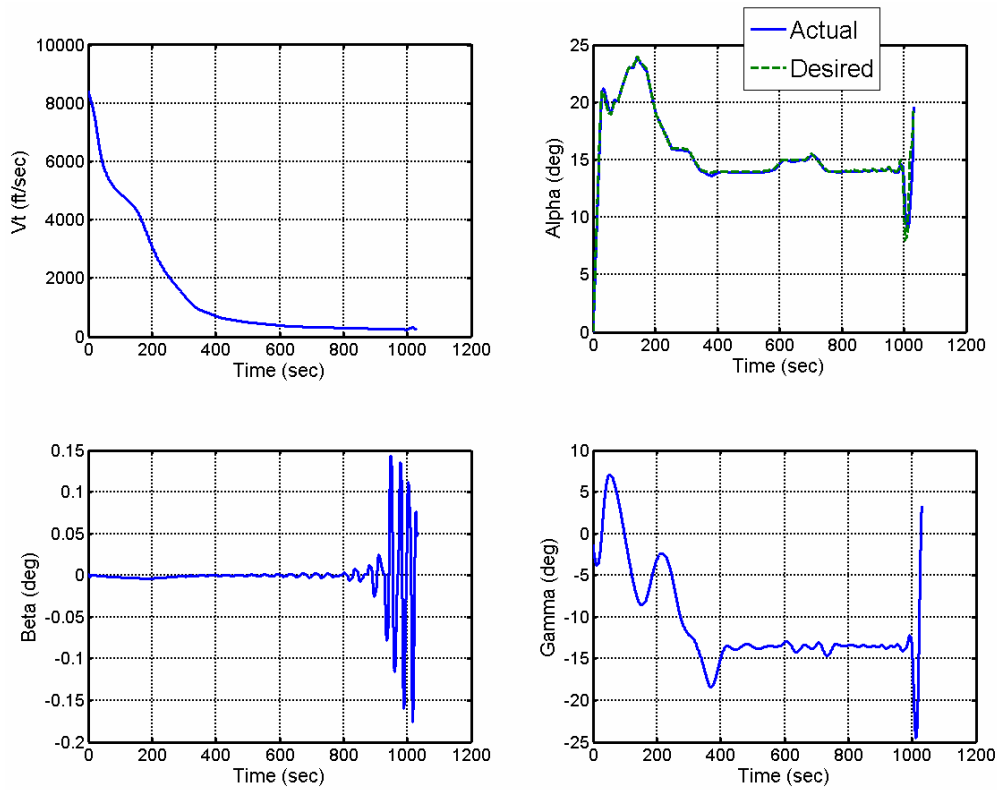 Actual
Desired
10000
8000
6000
4000
2000
0
Vt (ft/sec)
0 200 400 600 800 1000 1200
Time (sec)
25
20
15
10
5
0
Alpha (deg)
0 200 400 600 800 1000 1200
Time (sec)
0.15
0.1
0.05
0
-0.05
-0.1
-0.15
-0.2
Beta (deg)
0 200 400 600 800 1000 1200
Time (sec)
10
5
0
-5
-10
-15
-20
-25
Gamma (deg)
0 200 400 600 800 1000 1200
Time (sec)